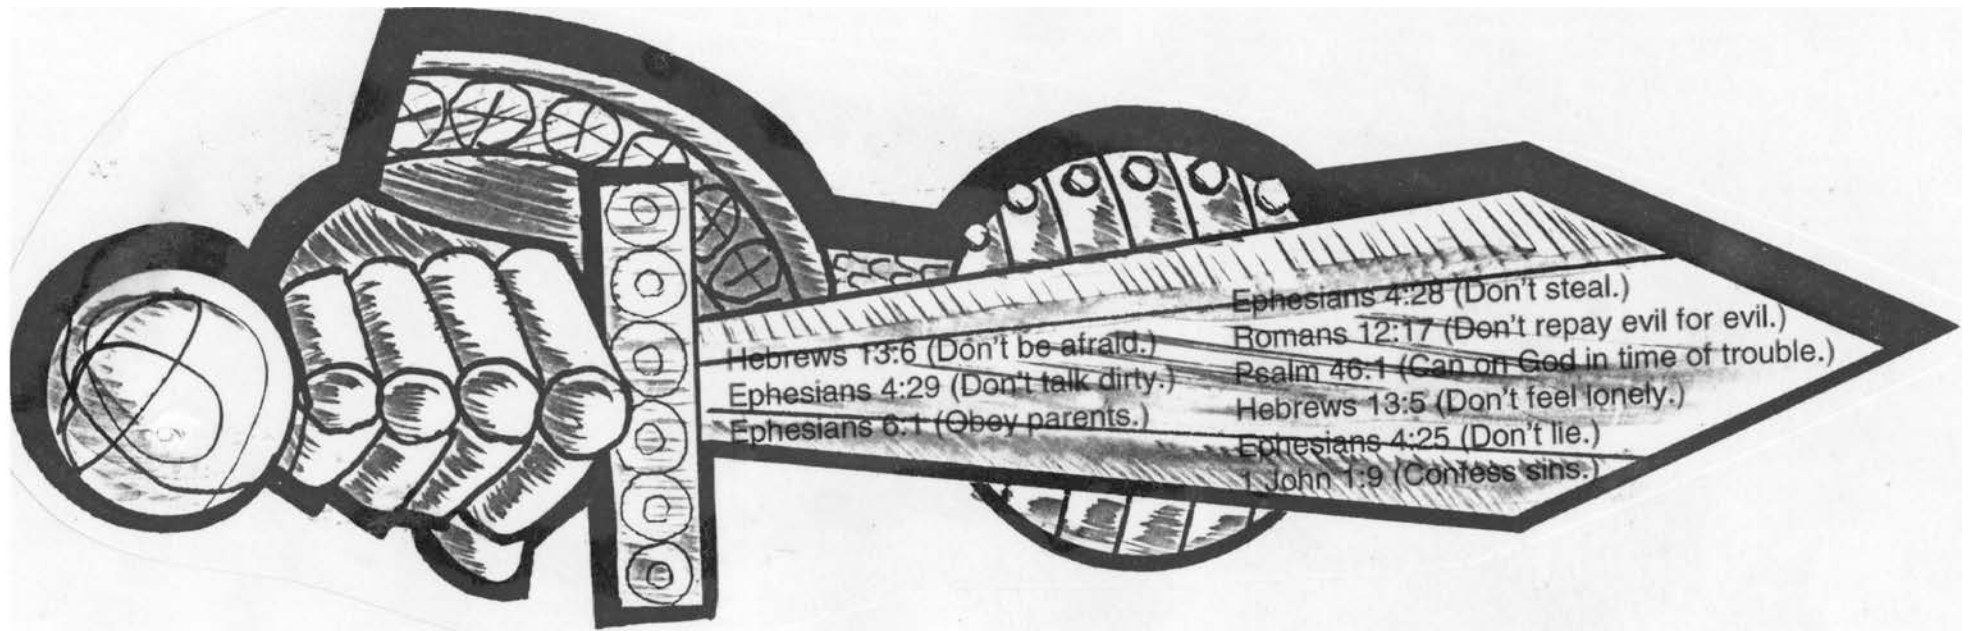 Hebrews 13:6 (Don't be afraid.)
Ephesians 4:29 (Don't talk dirty.)
Ephesians 6:1 (Obey parents.)
Ephesians 4:28 (Don't steal.)
Romans 12:17 (Don't repay evil for evil.)
Psalm 46:1 (Call on God in time of trouble.)
Hebrews 13:5 (Don't feel lonely.)
Ephesians 4:25 (Don't lie.)
1 John 1:9 (Confess sins.)